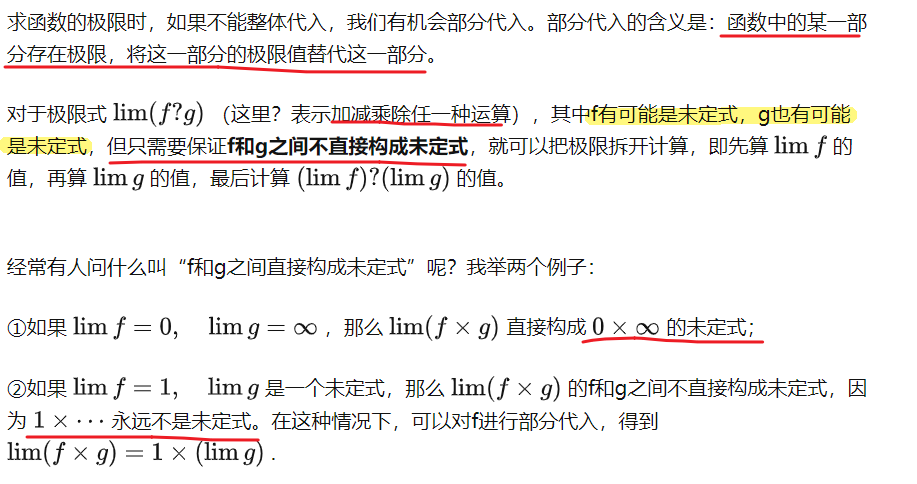 求函数的极限时，如果不能整体代入，我们有机会部分代入。部分代入的含义是：函数中的某一部
分存在极限，将这一部分的极限值替代这一部分。
对于极限式 lim(f?g) （这里？表示加减乘除任一种运算），其中f有可能是未定式，g也有可能
是未定式，但只需要保证f和g之间不直接构成未定式，就可以把极限拆开计算，即先算 lim f 的
值，再算 lim g 的值，最后计算 (lim f)?(lim g) 的值。
经常有人问什么叫“f和g之间直接构成未定式”呢？我举两个例子：
①如果 lim f = 0, lim g = ∞ ，那么 lim(f × g) 直接构成 0 × ∞ 的未定式；
②如果 lim f = 1, lim g 是一个未定式，那么 lim(f × g) 的f和g之间不直接构成未定式，因
为 1 × ··· 永远不是未定式。在这种情况下，可以对f进行部分代入，得到
lim(f × g) = 1 × (lim g) .